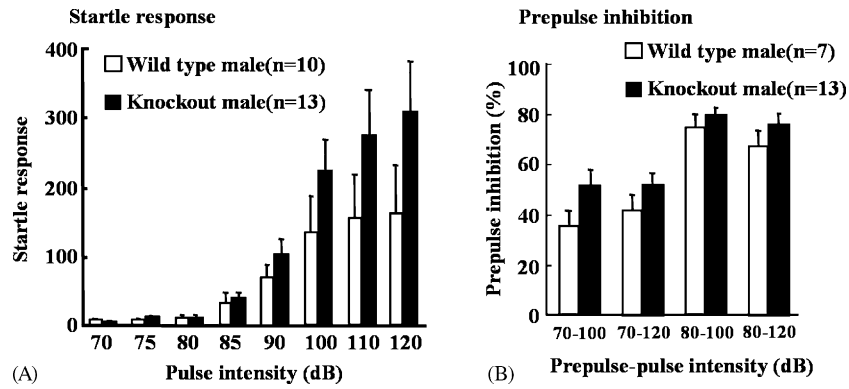 Startle response
400
300
200
100
0
Startle response
Wild type male(n=10)
Knockout male(n=13)
70 75 80 85 90 100 110 120
Pulse intensity (dB)
(A)
Prepulse inhibition
Wild type male(n=7)
Knockout male(n=13)
100
80
60
40
20
0
Prepulse inhibition (%)
70-100 70-120 80-100 80-120
Prepulse-pulse intensity (dB)
(B)